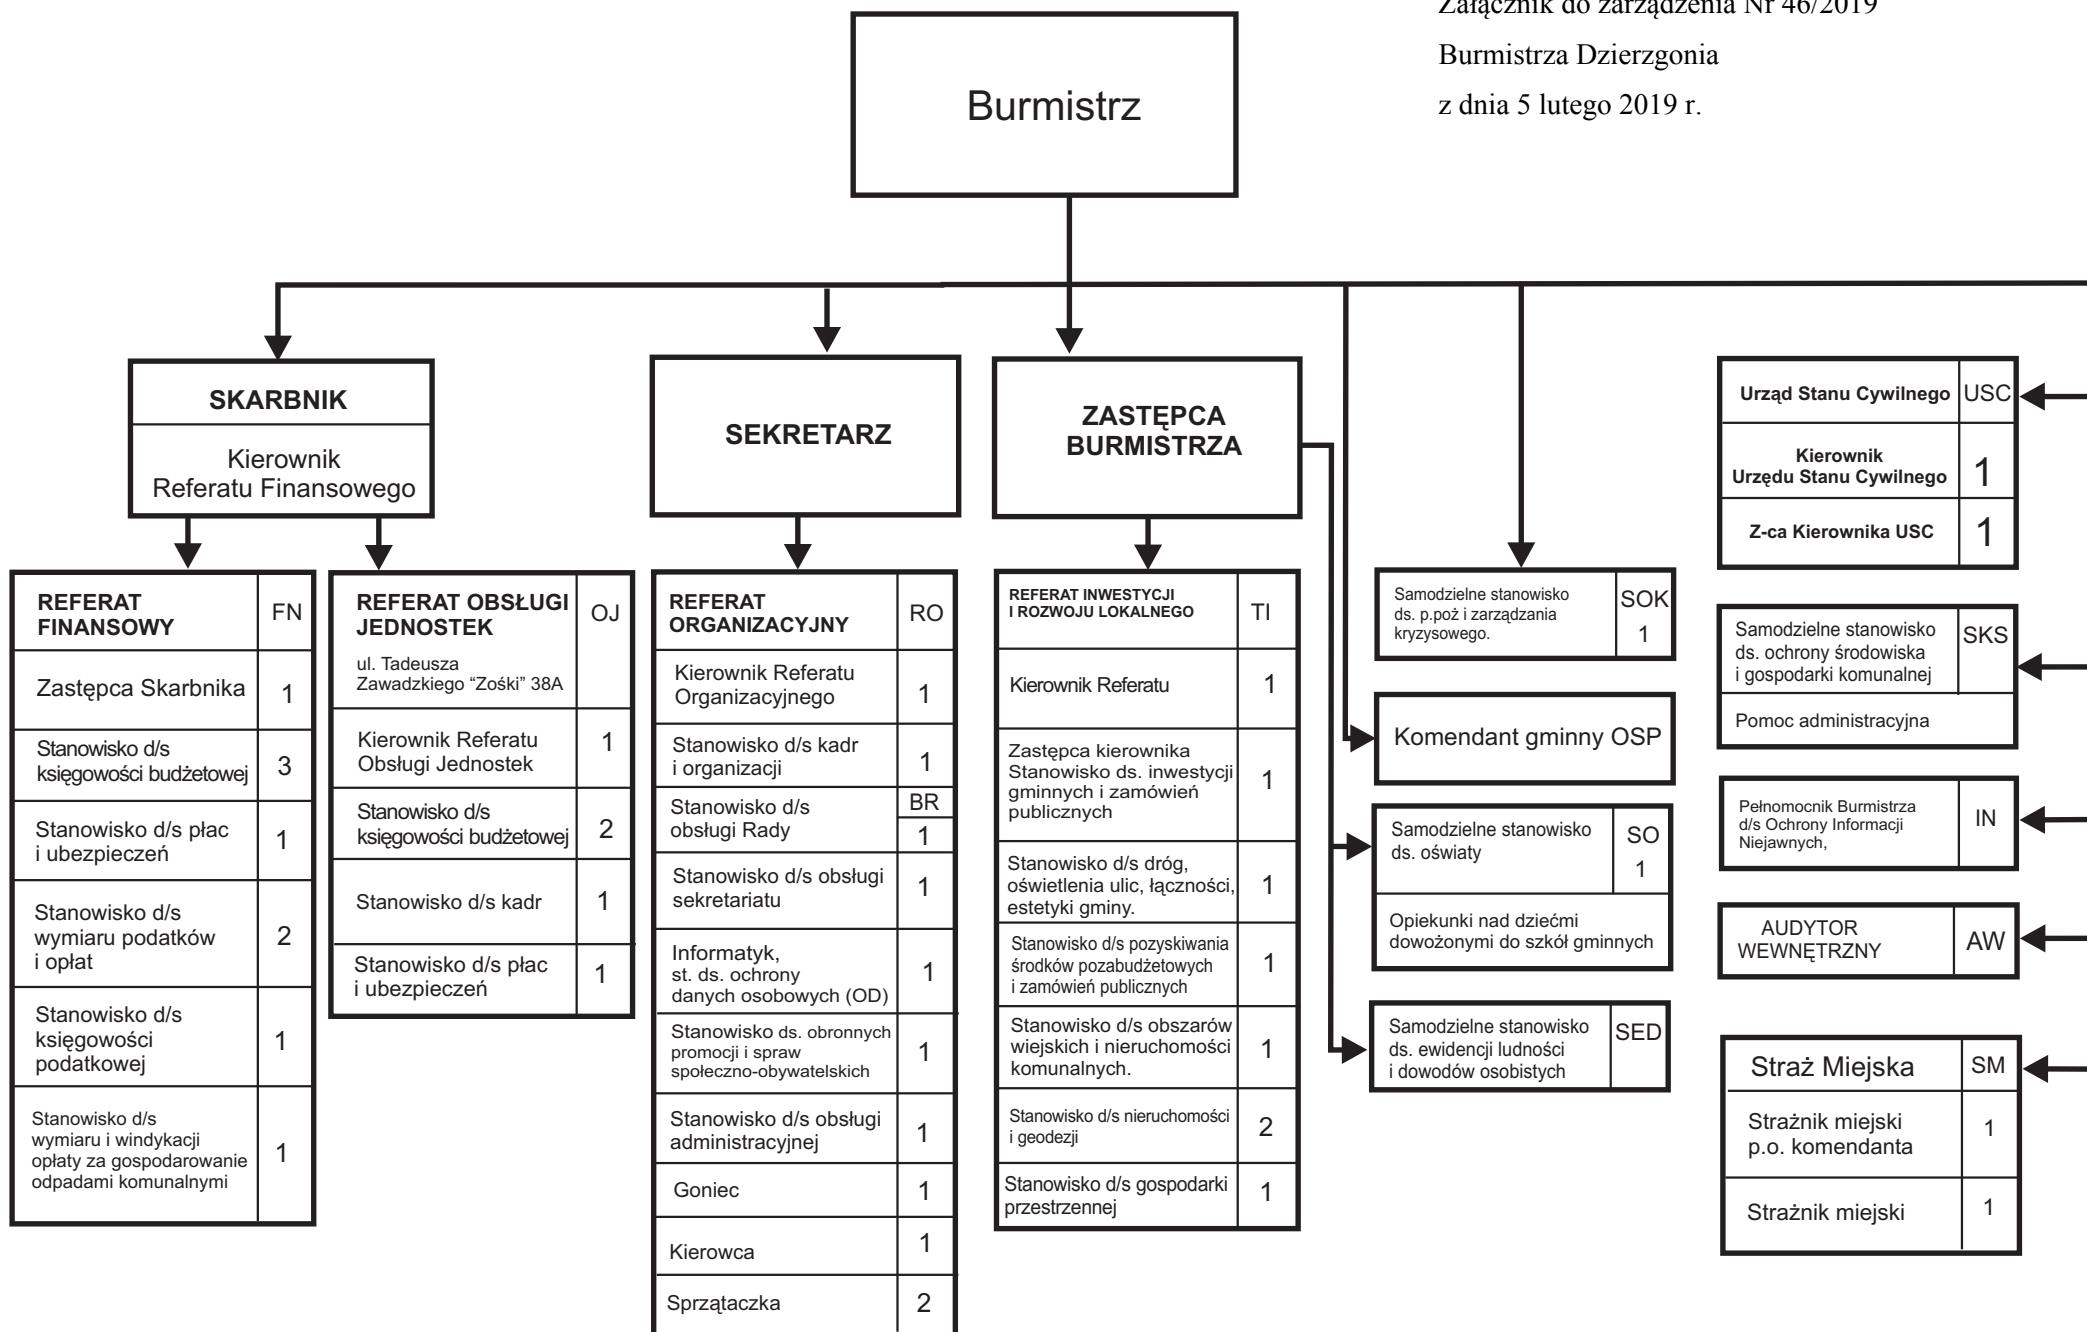 Załącznik do zarządzenia Nr 46/2019
Burmistrza Dzierzgonia
z dnia 5 lutego 2019 r.
Burmistrz
SKARBNIK
Kierownik
Referatu Finansowego
SEKRETARZ
ZASTĘPCA
BURMISTRZA
REFERAT
FINANSOWY
FN
Zastępca Skarbnika
1
Stanowisko d/s
księgowości budżetowej
3
Stanowisko d/s płac
i ubezpieczeń
1
Stanowisko d/s
wymiaru podatków
i opłat
2
Stanowisko d/s
księgowości
podatkowej
1
Stanowisko d/s
wymiaru i windykacji
opłaty za gospodarowanie
odpadami komunalnymi
1
REFERAT OBSŁUGI
JEDNOSTEK
OJ
ul. Tadeusza
Zawadzkiego "Zośki" 38A
Kierownik Referatu
Obsługi Jednostek
1
Stanowisko d/s
księgowości budżetowej
2
Stanowisko d/s kadr
1
Stanowisko d/s płac
i ubezpieczeń
1
REFERAT
ORGANIZACYJNY
RO
Kierownik Referatu
Organizacyjnego
1
Stanowisko d/s kadr
i organizacji
1
Stanowisko d/s
obsługi Rady
BR
1
Stanowisko d/s obsługi
sekretariatu
1
Informatyk,
st. ds. ochrony
danych osobowych (OD)
1
Stanowisko ds. obronnych
promocji i spraw
społeczno-obywatelskich
1
Stanowisko d/s obsługi
administracyjnej
1
Goniec
1
Kierowca
1
Sprzątaczka
2
REFERAT INWESTYCJI
I ROZWOJU LOKALNEGO
TI
Kierownik Referatu
1
Zastępca kierownika
Stanowisko ds. inwestycji
gminnych i zamówień
publicznych
1
Stanowisko d/s dróg,
oświetlenia ulic, łączności,
estetyki gminy.
1
Stanowisko d/s pozyskiwania
środków pozabudżetowych
i zamówień publicznych
1
Stanowisko d/s obszarów
wiejskich i nieruchomości
komunalnych.
1
Stanowisko d/s nieruchomości
i geodezji
2
Stanowisko d/s gospodarki
przestrzennej
1
Samodzielne stanowisko
ds. p.poż i zarządzania
kryzysowego.
SOK
1
Komendant gminny OSP
Samodzielne stanowisko
ds. oświaty
SO
1
Opiekunki nad dziećmi
dowożonymi do szkół gminnych
Samodzielne stanowisko
ds. ewidencji ludności
i dowodów osobistych
SED
Urząd Stanu Cywilnego
USC
Kierownik
Urzędu Stanu Cywilnego
1
Z-ca Kierownika USC
1
Samodzielne stanowisko
ds. ochrony środowiska
i gospodarki komunalnej
SKS
Pomoc administracyjna
Pełnomocnik Burmistrza
d/s Ochrony Informacji
Niejawnych,
IN
AUDYTOR
WEWNĘTRZNY
AW
Straż Miejska
SM
Strażnik miejski
p.o. komendanta
1
Strażnik miejski
1